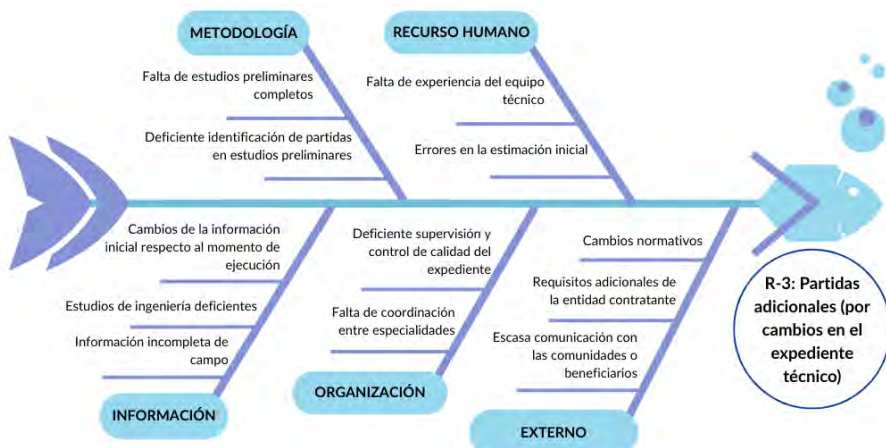 METODOLOGÍA
Falta de estudios preliminares
completos
Deficiente identificación de partidas
en estudios preliminares
RECURSO HUMANO
Falta de experiencia del equipo
técnico
Errores en la estimación inicial
Cambios de la información
inicial respecto al momento de
ejecución
Estudios de ingeniería deficientes
Información incompleta de
campo
INFORMACIÓN
Deficiente supervisión y
control de calidad del
expediente
Falta de coordinación
entre especialidades
ORGANIZACIÓN
Cambios normativos
Requisitos adicionales de
la entidad contratante
Escasa comunicación con
las comunidades o
beneficiarios
EXTERNO
R-3: Partidas
adicionales (por
cambios en el
expediente
técnico)